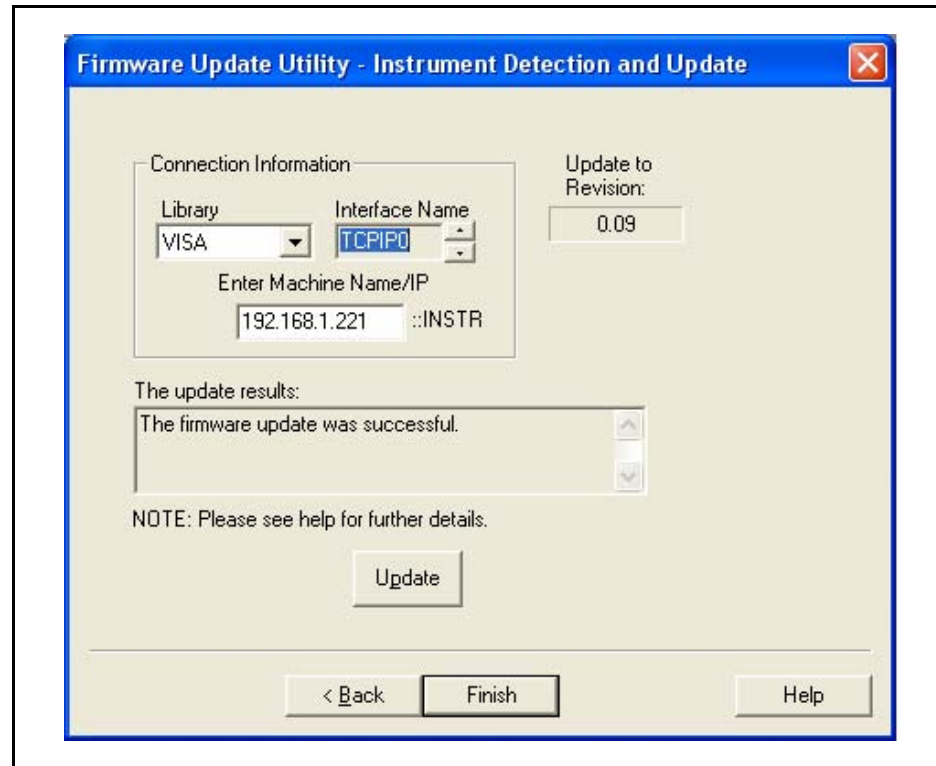 Firmware Update Utility - Instrument Detection and Update
Connection Information
Library
Interface Name
VISA
TCPIP0
Enter Machine Name/IP
192.168.1.221 ::INSTR
Update to
Revision:
0.09
The update results:
The firmware update was successful.
NOTE: Please see help for further details.
Update
< Back
Finish
Help